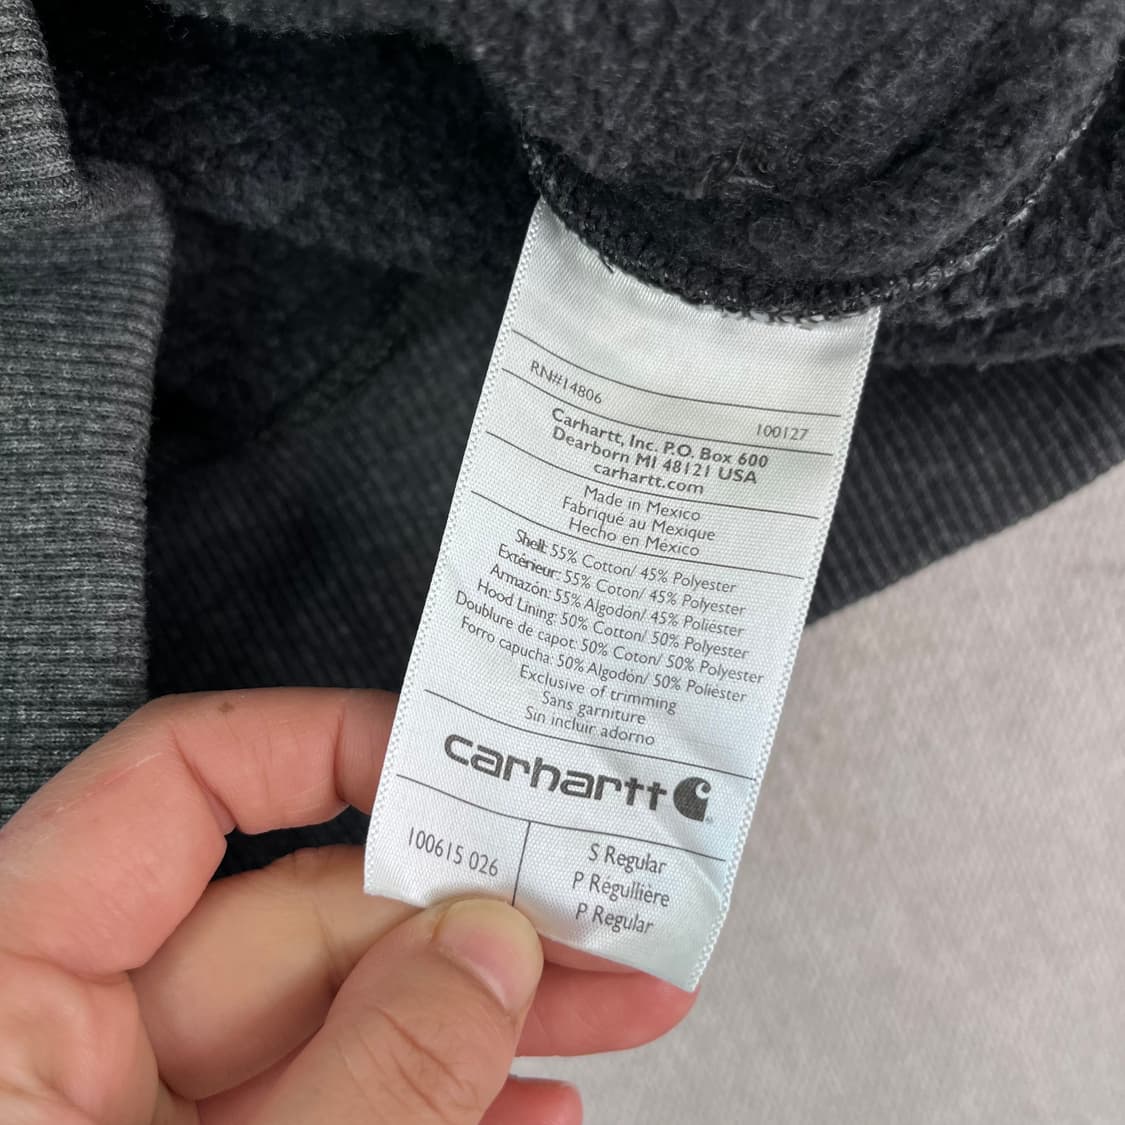 RN#14806
100127
Carhartt, Inc. P.O. Box 600
Dearborn MI 48121 USA
carhartt.com
Made in Mexico
Fabriqué au Mexique
Hecho en México
Shell: 55% Cotton/ 45% Polyester
Extérieur: 55% Coton/ 45% Polyester
Armazón: 55% Algodón/ 45% Poliéster
Hood Lining: 50% Cotton/ 50% Polyester
Doublure de capot: 50% Coton/ 50% Polyester
Forro capucha: 50% Algodón/ 50% Poliéster
Exclusive of trimming
Sans garniture
Sin incluir adorno
carhartt
100615 026
S Regular
P Régullière
P Regular